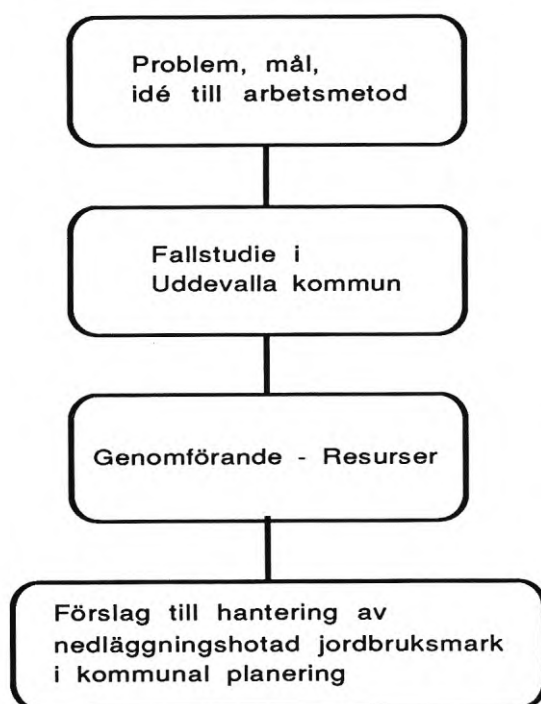 Problem, mål,
idé till arbetsmetod
Fallstudie i
Uddevalla kommun
Genomförande - Resurser
Förslag till hantering av
nedläggningshotad jordbruksmark
i kommunal planering